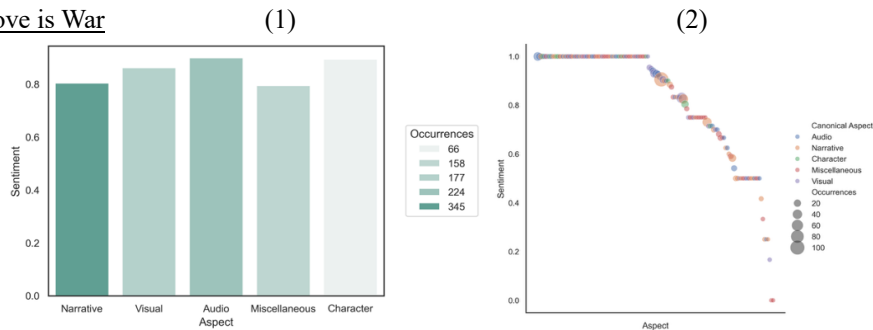 ove is War
(1)
(2)
0.8
0.6
0.4
0.2
0.0
Sentiment
Narrative
Visual
Audio
Miscellaneous
Character
Aspect
Occurrences
66
158
177
224
345
1.0
0.8
0.6
0.4
0.2
0.0
Sentiment
Aspect
Canonical Aspect
Audio
Narrative
Character
Miscellaneous
Visual
Occurrences
20
40
60
80
100